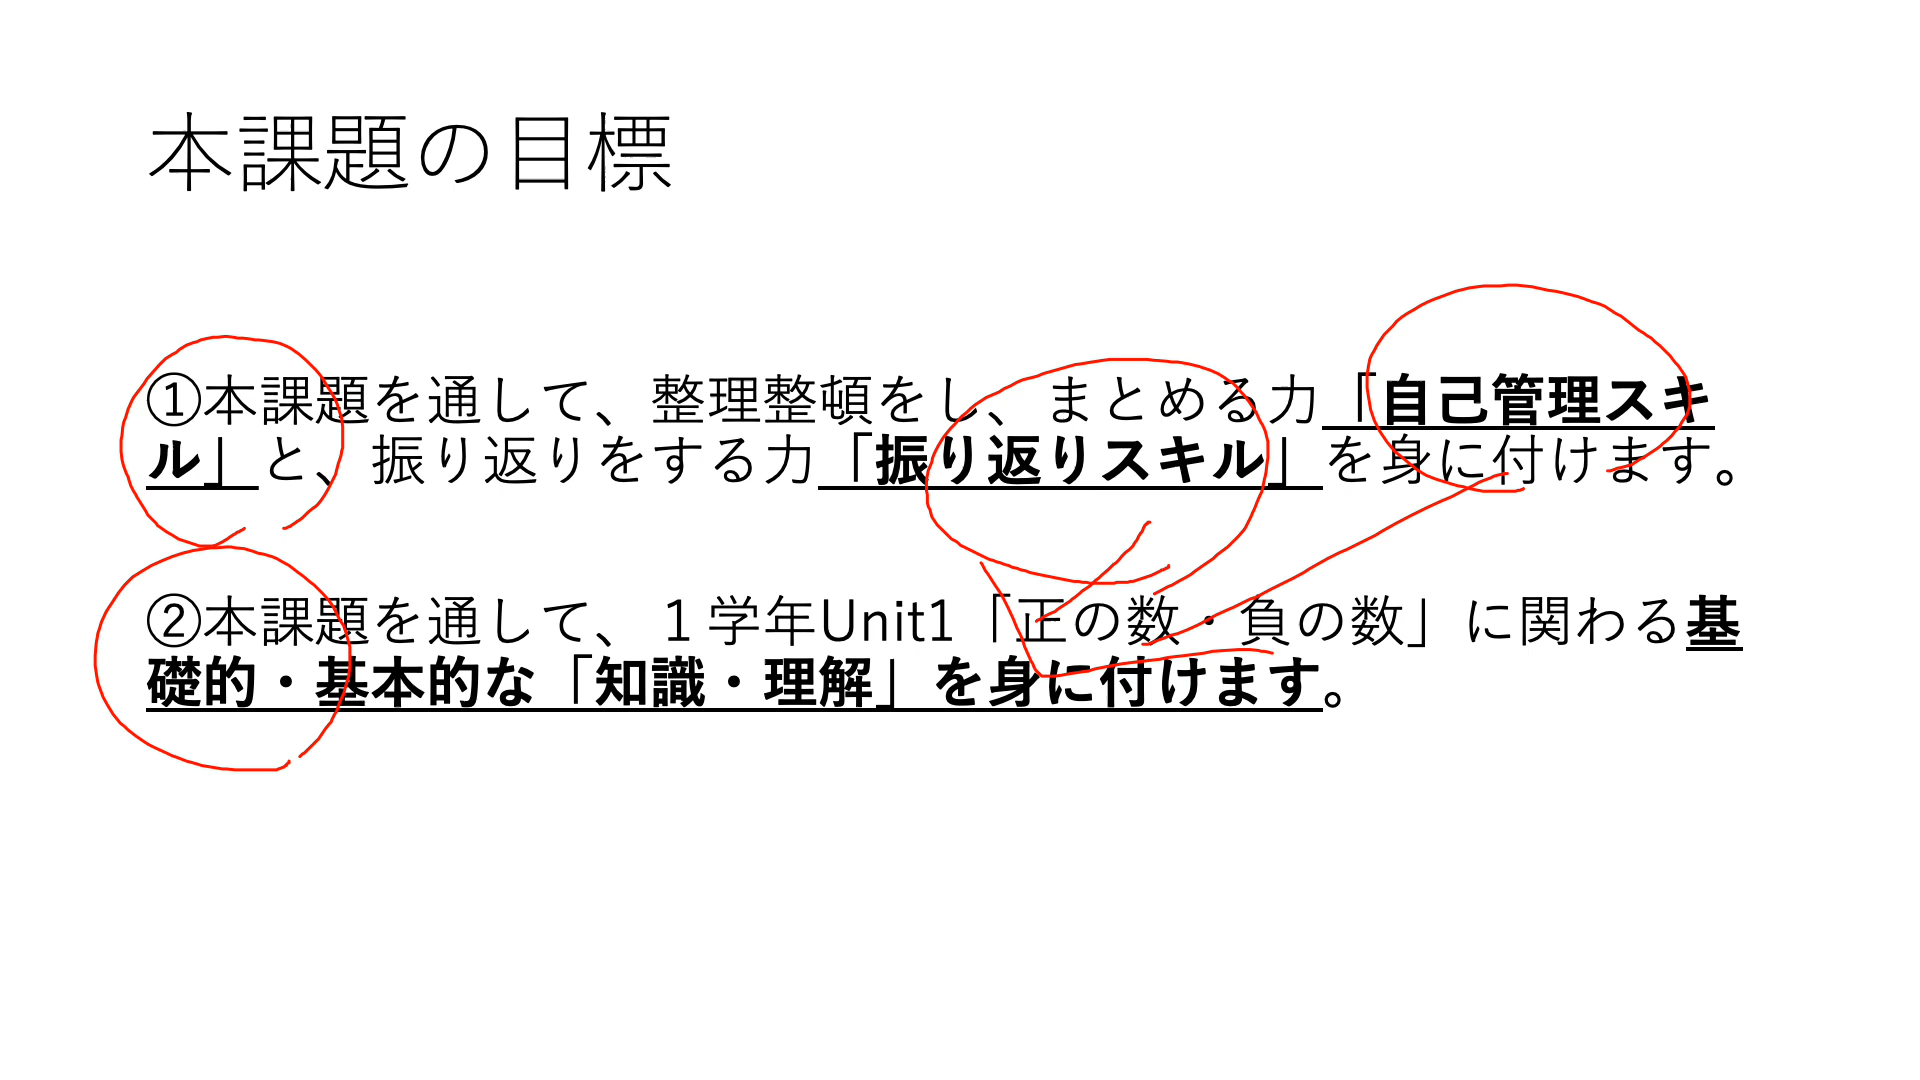 本課題の目標
①本課題を通して、整理整頓をし、まとめる力「自己管理スキ
ル」と、振り返りをする力「振り返りスキル」を身に付けます。
②本課題を通して、１学年Unit1「正の数・負の数」に関わる基
礎的・基本的な「知識・理解」を身に付けます。